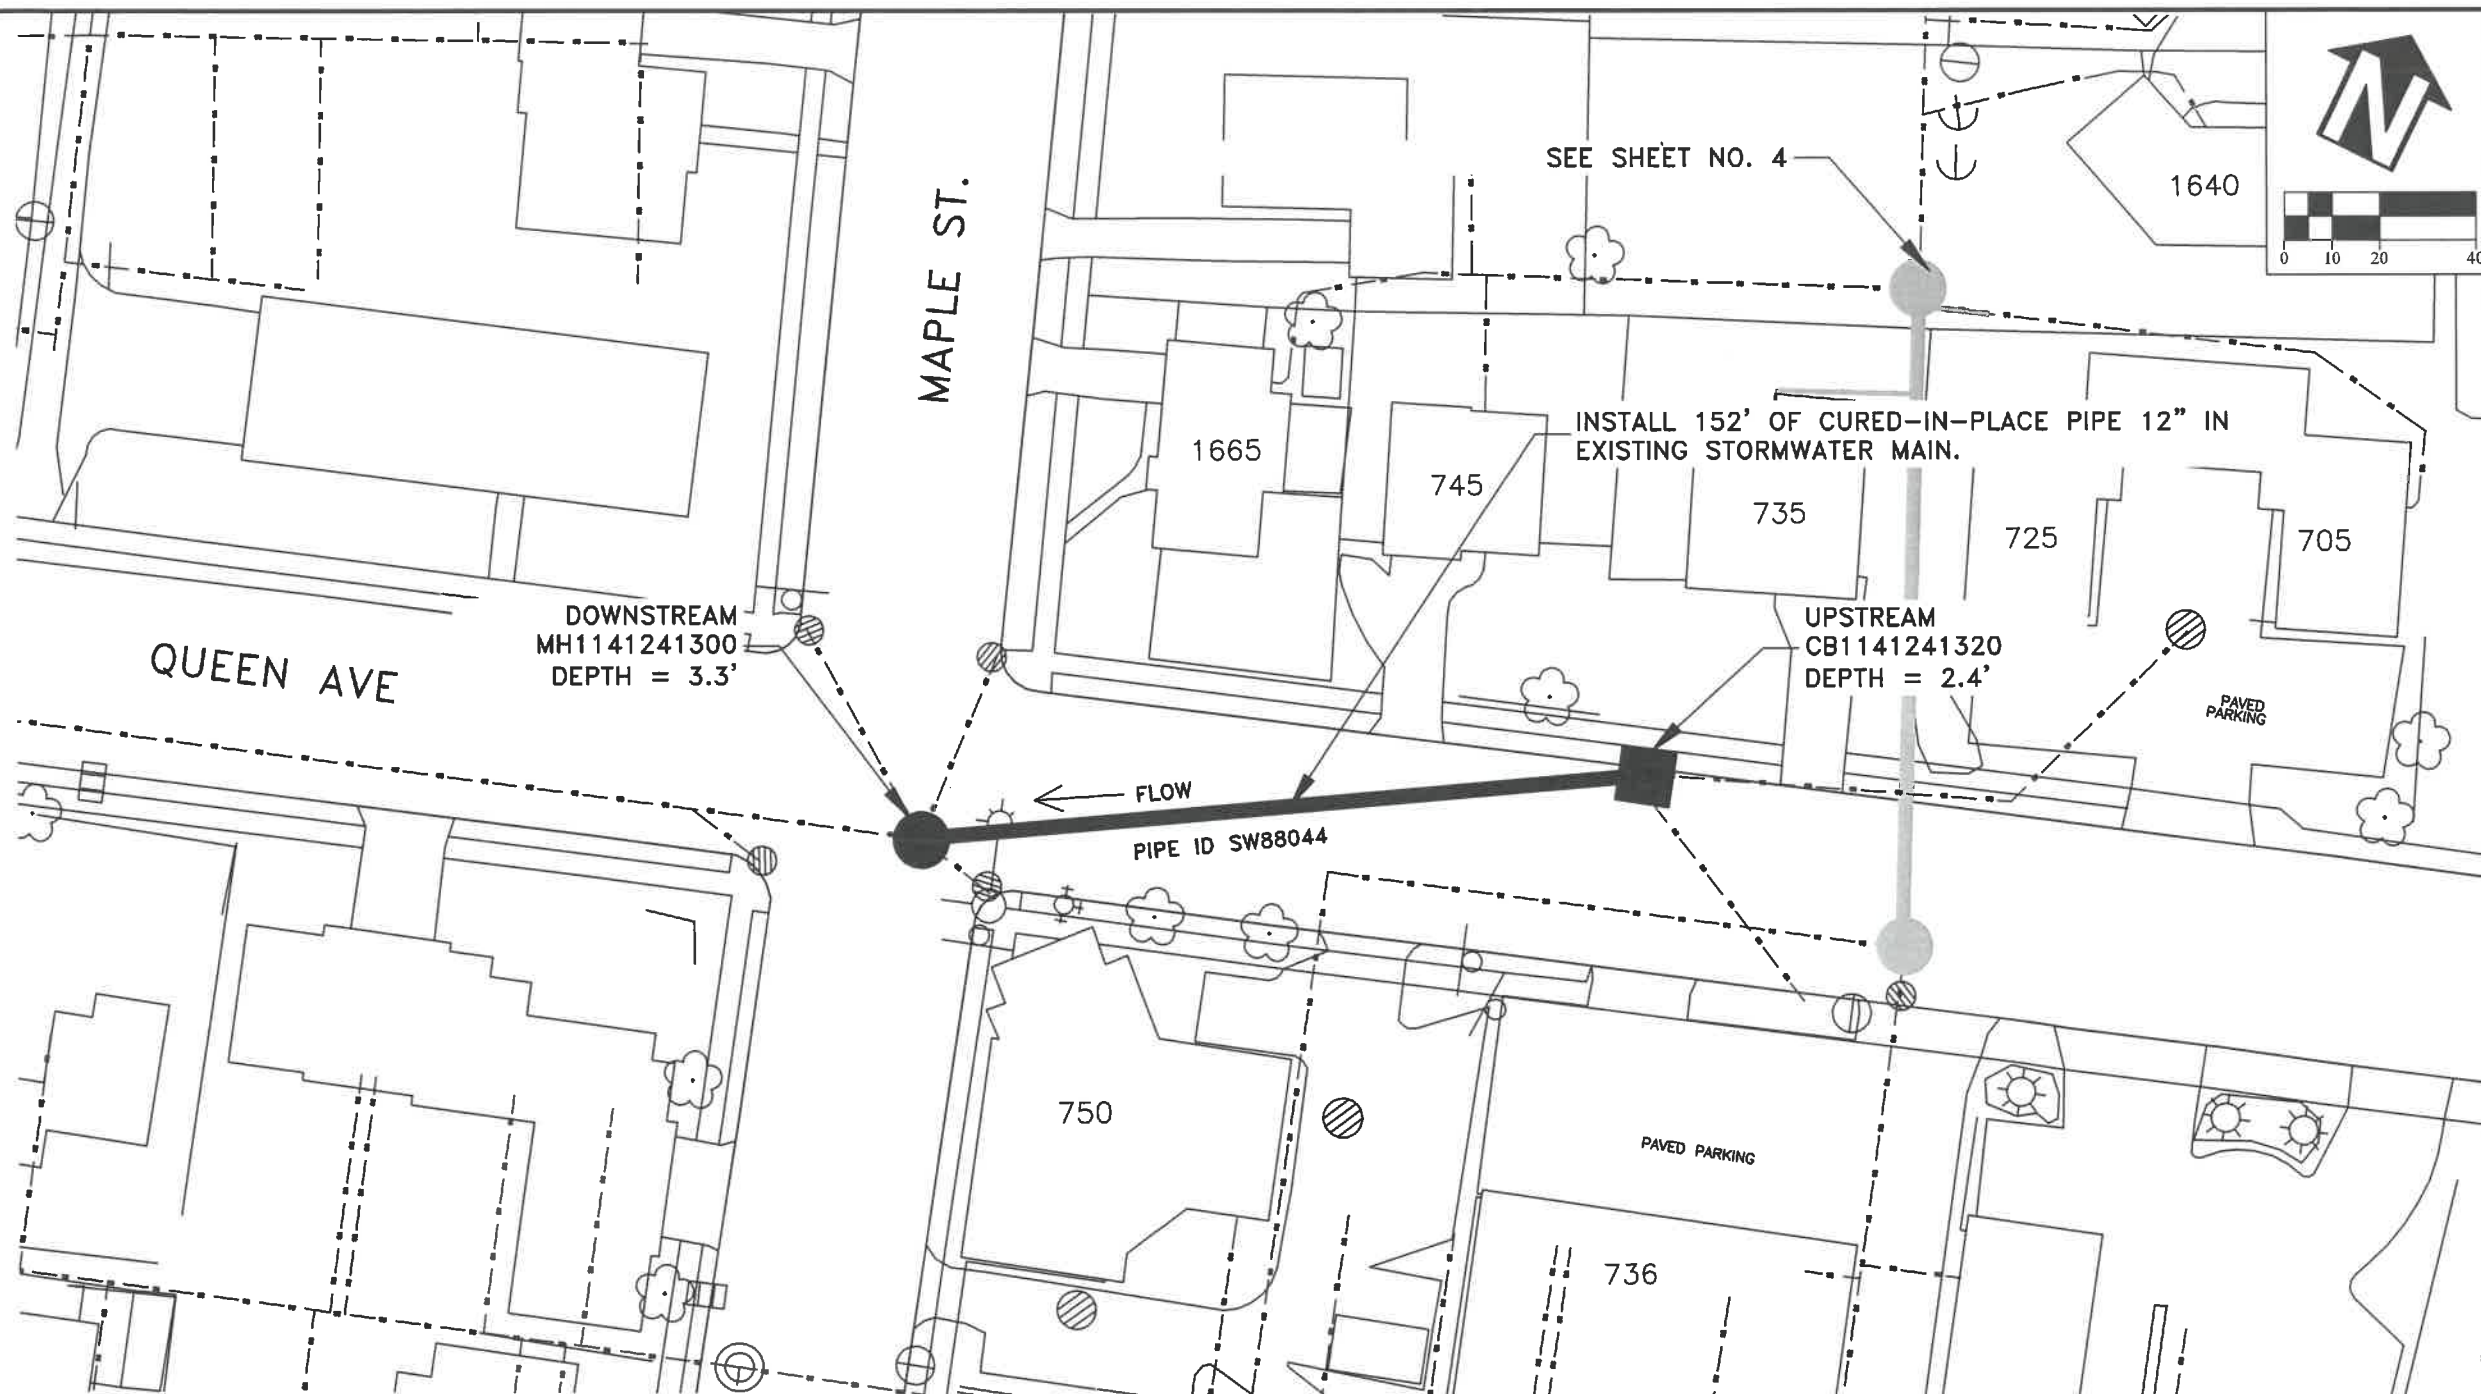 N
0 10 20 40
SEE SHEET NO. 4
1640
MAPLE ST.
INSTALL 152' OF CURED-IN-PLACE PIPE 12" IN
EXISTING STORMWATER MAIN.
1665
745
735
725
705
DOWNSTREAM
MH1141241300
DEPTH = 3.3'
UPSTREAM
CB1141241320
DEPTH = 2.4'
QUEEN AVE
PAVED
PARKING
FLOW
PIPE ID SW88044
750
PAVED PARKING
736